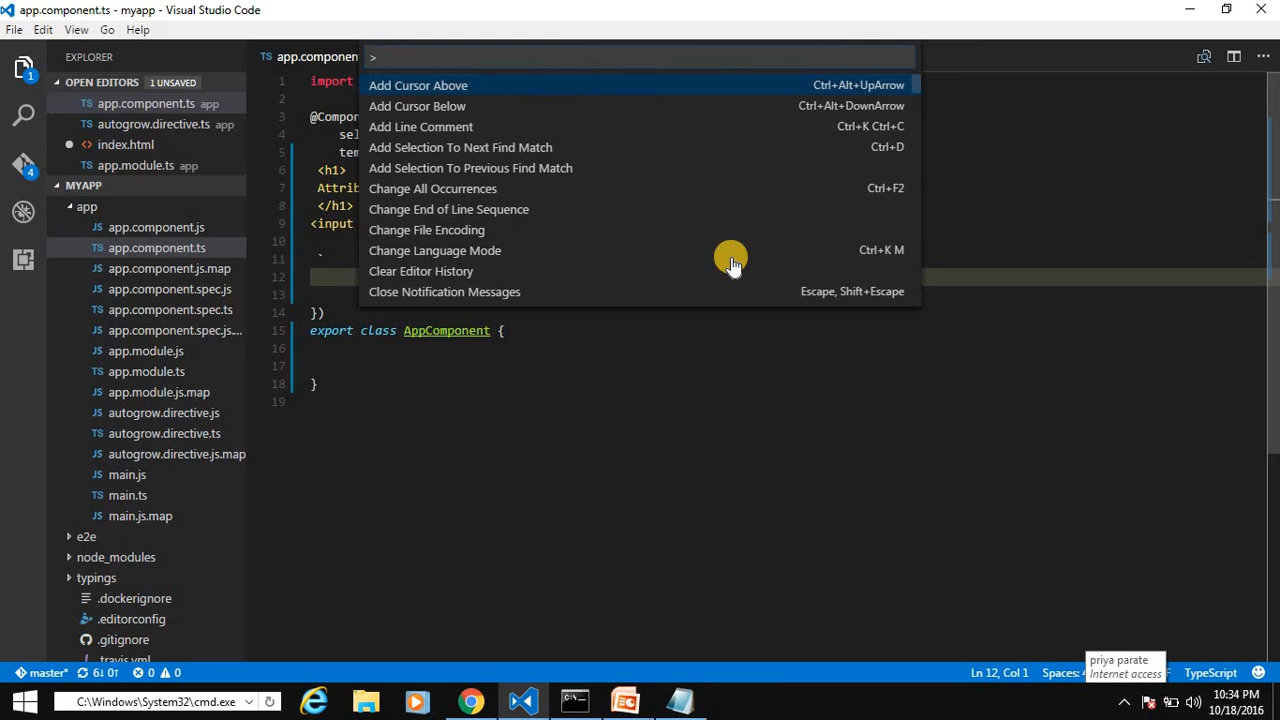 app.component.ts - myapp - Visual Studio Code
File Edit View Go Help
EXPLORER
OPEN EDITORS 1 UNSAVED
app.component.ts app
autogrow.directive.ts app
index.html
app.module.ts app
MYAPP
app
JS app.component.js
TS app.component.ts
JS app.component.js.map
JS app.component.spec.js
TS app.component.spec.ts
JS app.component.spec.js....
JS app.module.js
TS app.module.ts
JS app.module.js.map
JS autogrow.directive.js
TS autogrow.directive.ts
JS autogrow.directive.js.map
JS main.js
TS main.ts
JS main.js.map
e2e
node_modules
typings
.dockerignore
.editorconfig
.gitignore
.travis.yml
1
4
TS app.component
>
Add Cursor Above Ctrl+Alt+UpArrow
Add Cursor Below Ctrl+Alt+DownArrow
Add Line Comment Ctrl+K Ctrl+C
Add Selection To Next Find Match Ctrl+D
Add Selection To Previous Find Match
Change All Occurrences Ctrl+F2
Change End of Line Sequence
Change File Encoding
Change Language Mode Ctrl+K M
Clear Editor History
Close Notification Messages Escape, Shift+Escape
1 import
2
3 @Compon
4 sel
5 tem
6 <h1>
7 Attrib
8 </h1>
9 <input
10
11 `
12
13
14 })
15 export class AppComponent {
16
17
18 }
19
master* 6↓ 0↑ 0 0
Ln 12, Col 1 Spaces: TypeScript
priya parate
Internet access
C:\Windows\System32\cmd.exe
10:34 PM
10/18/2016